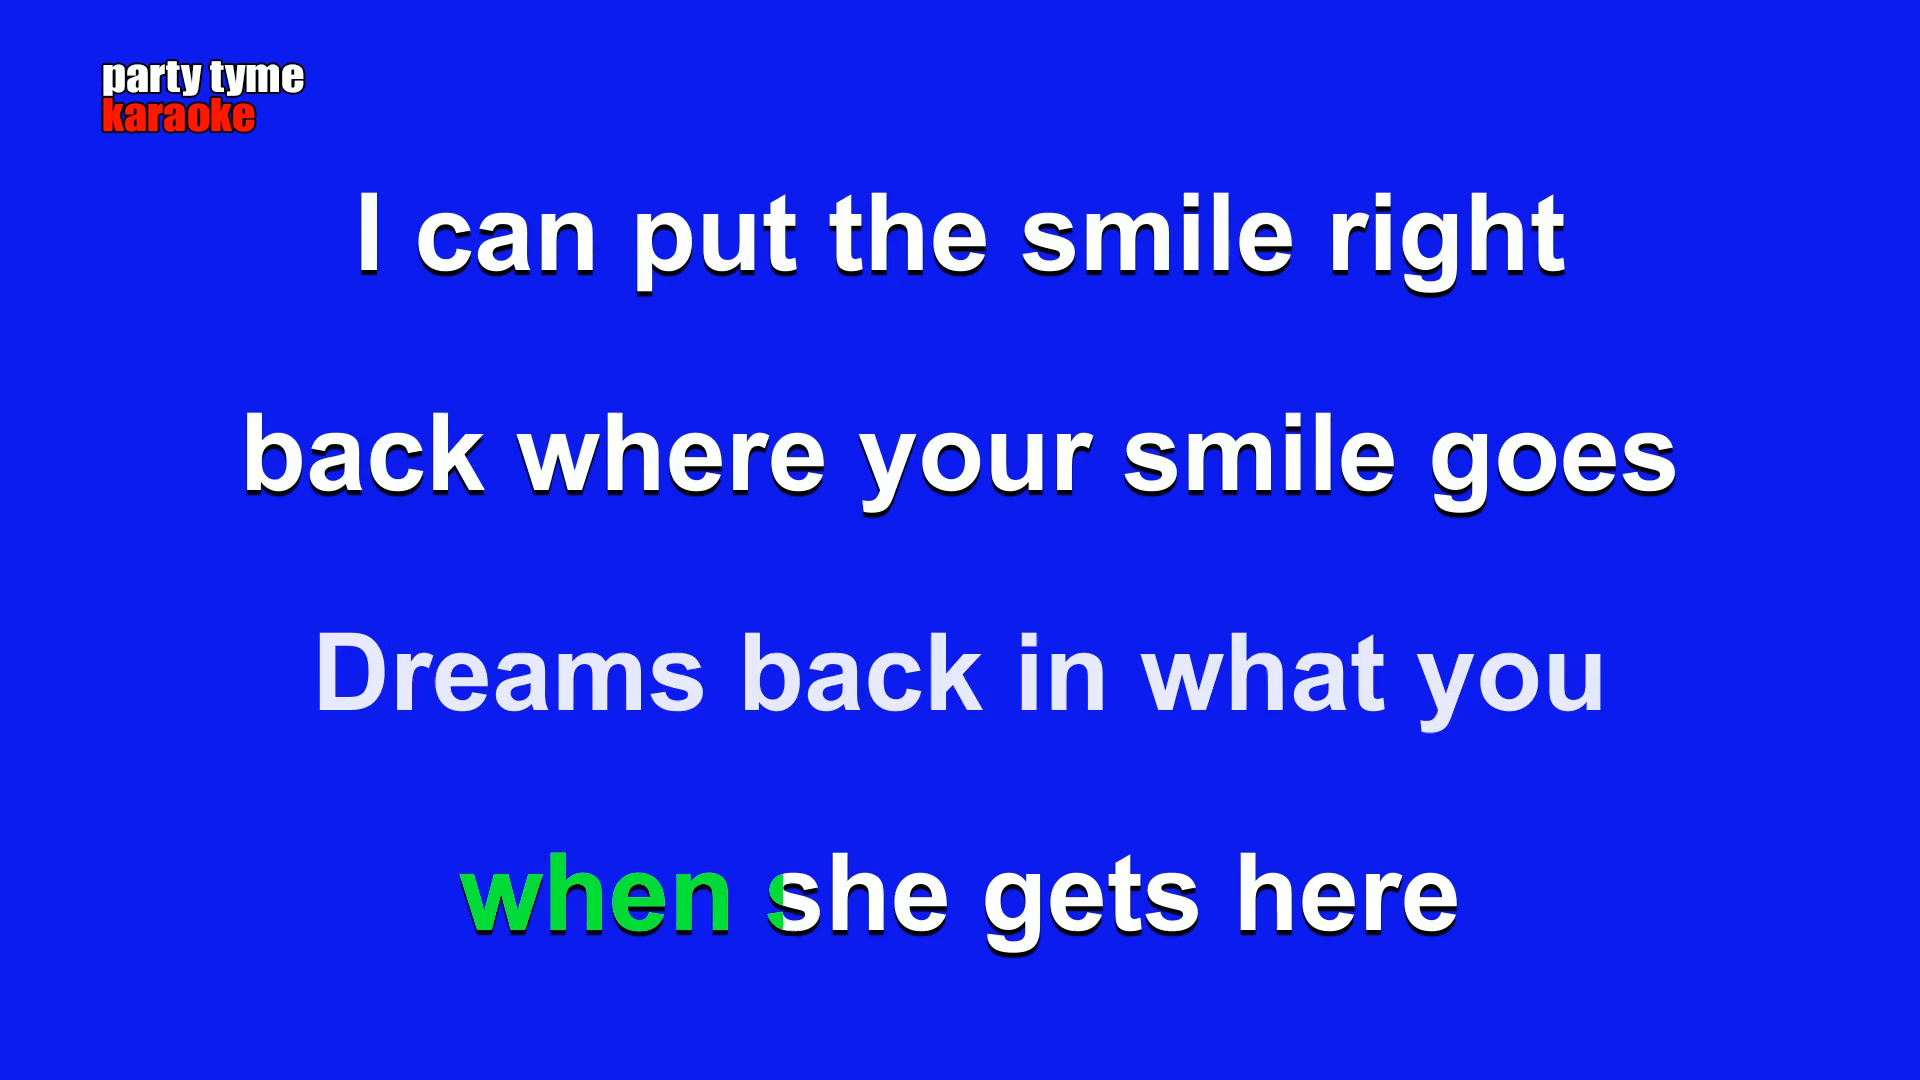 party tyme
karaoke
I can put the smile right
back where your smile goes
Dreams back in what you
when she gets here